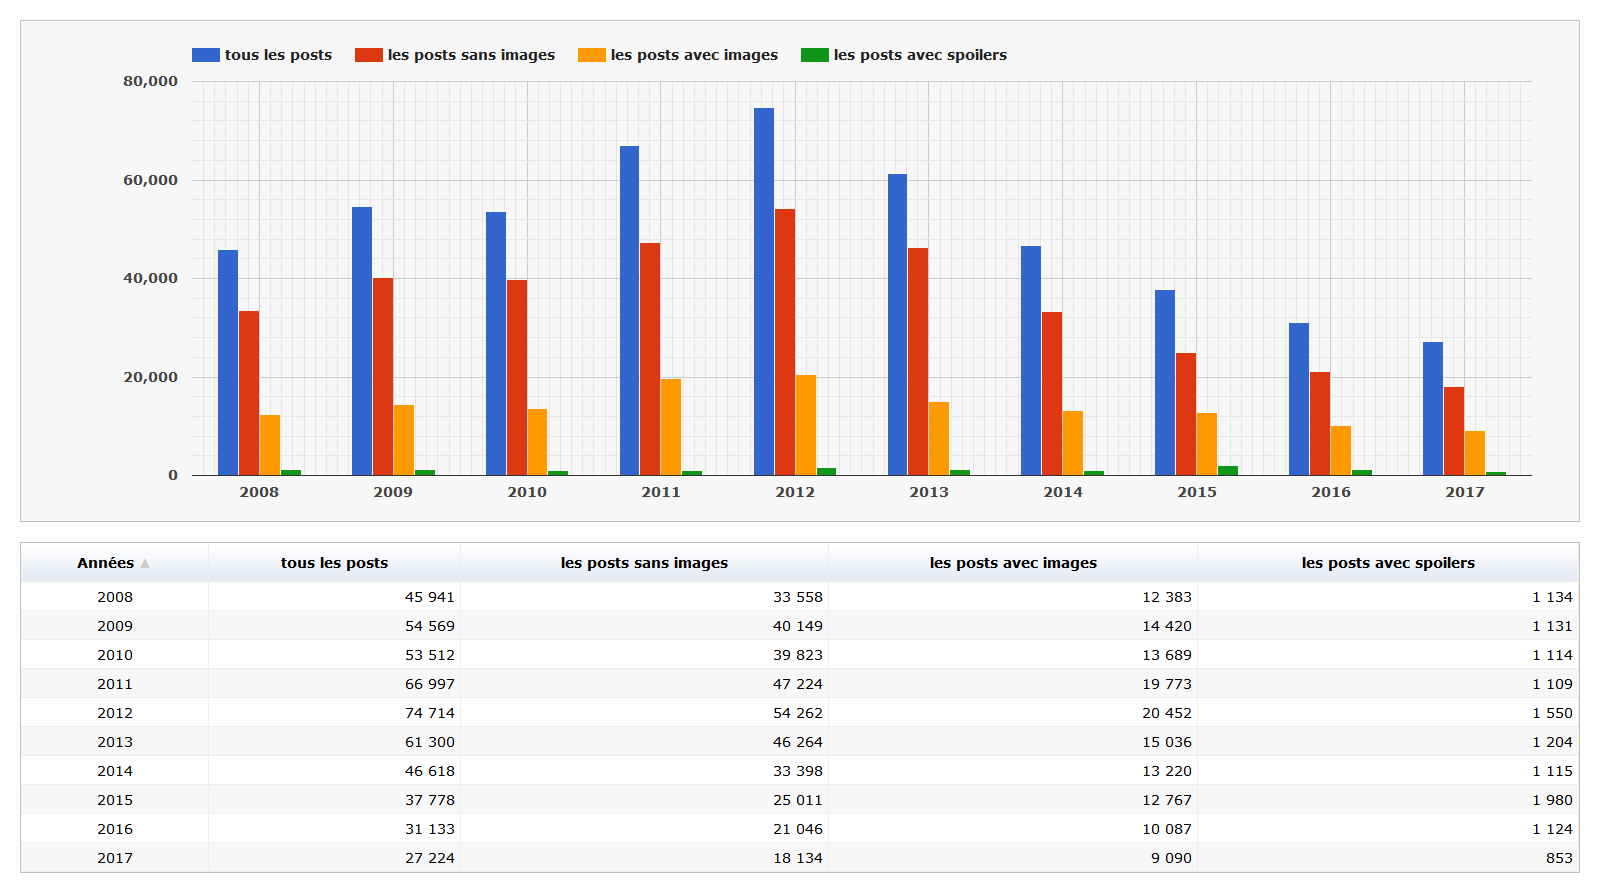 tous les posts les posts sans images les posts avec images les posts avec spoilers
80,000
60,000
40,000
20,000
0
2008 2009 2010 2011 2012 2013 2014 2015 2016 2017
Années tous les posts les posts sans images les posts avec images les posts avec spoilers
2008 45 941 33 558 12 383 1 134
2009 54 569 40 149 14 420 1 131
2010 53 512 39 823 13 689 1 114
2011 66 997 47 224 19 773 1 109
2012 74 714 54 262 20 452 1 550
2013 61 300 46 264 15 036 1 204
2014 46 618 33 398 13 220 1 115
2015 37 778 25 011 12 767 1 980
2016 31 133 21 046 10 087 1 124
2017 27 224 18 134 9 090 853